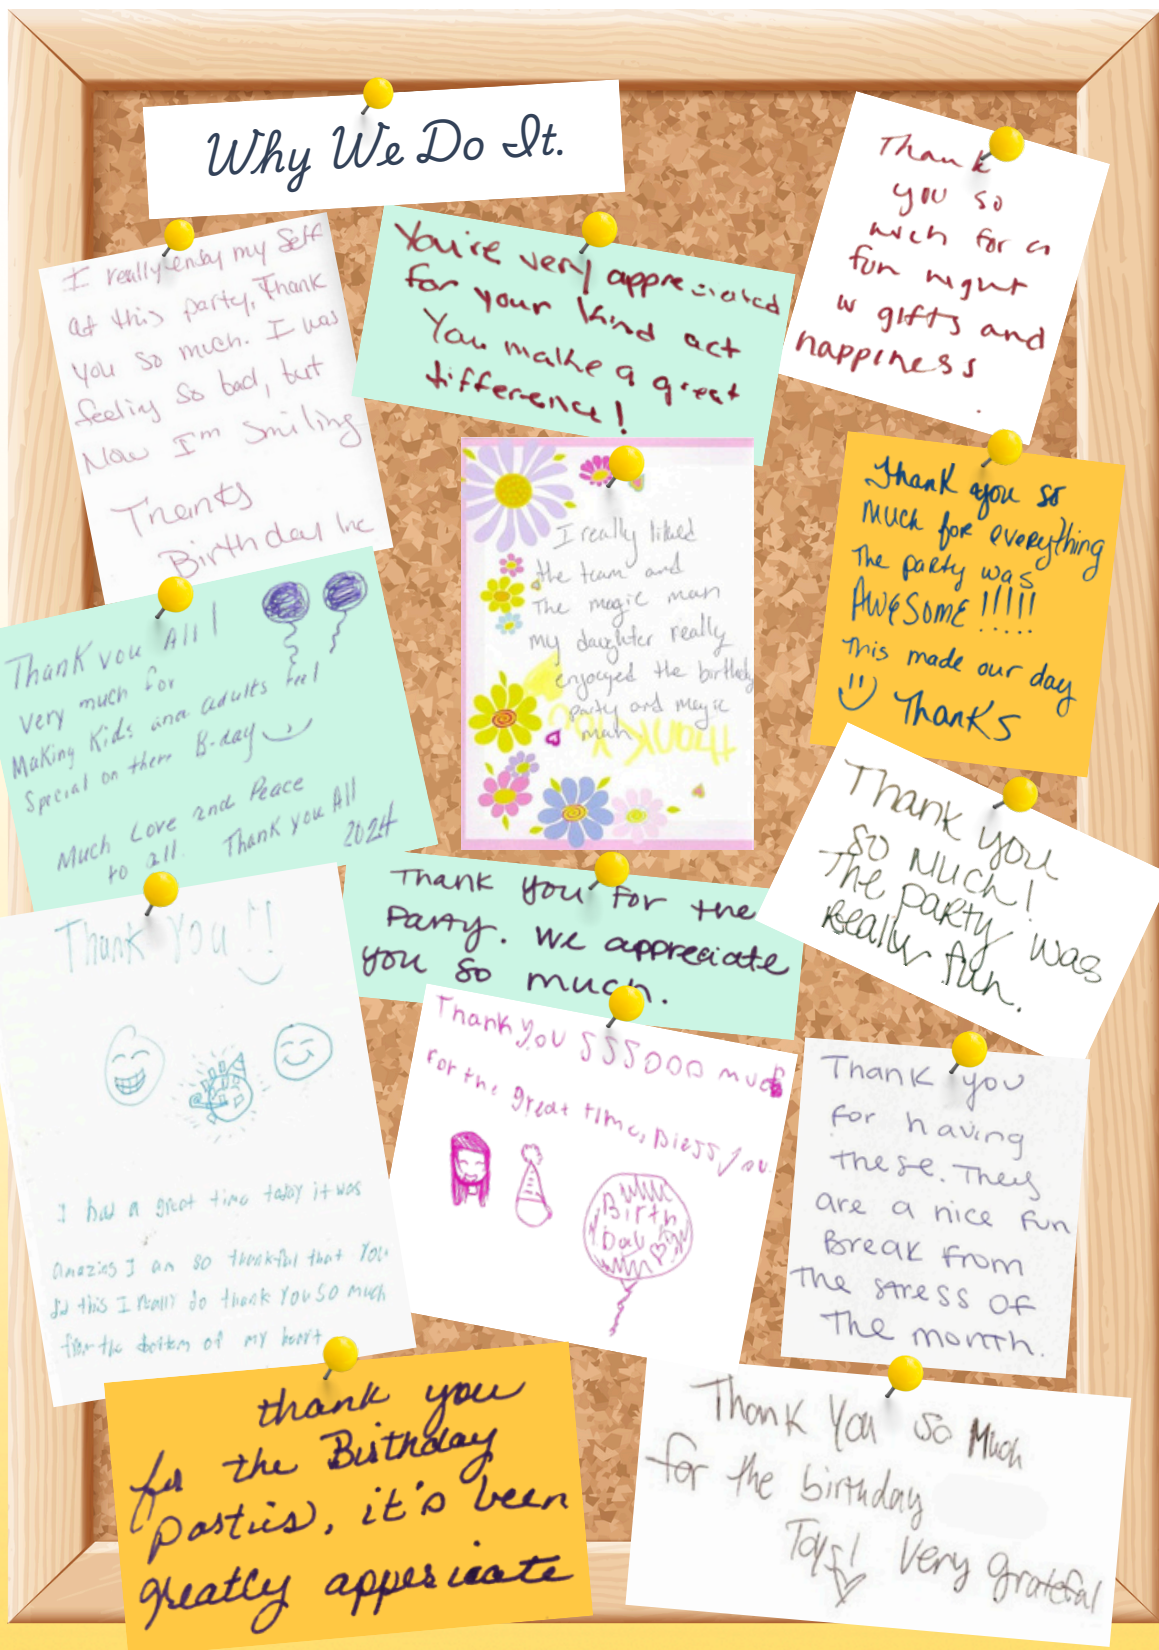 Why We Do It.
I really enjoy my Self
at this party, Thank
you so much. I was
feeling so bad, but
Now I'm Smiling
Thanks
Birthday Inc
You're very appreciated
for your kind act
You make a great
difference!
Thank
you so
much for a
fun night
w gifts and
happiness
I really liked
the team and
The magic man
my daughter really
enjoyed the birthday
party and magic
man.
THANK YOU
Thank you so
much for everything
The party was
AWESOME !!!!!
This made our day
Thanks
Thank you All!
very much for
Making Kids and adults feel
Special on there B-day
Much Love and Peace
to all. Thank you All
2024
Thank you
so much!
The party was
Really fun.
Thank you for the
Party. We appreciate
you so much.
Thank You!!
I had a great time today it was
amazing I am so thankful that You
did this I really do thank You so much
from the bottom of my heart
Thank you SSSOOO much
for the great time, bless you.
Birth
Day
Thank you
for having
these. They
are a nice fun
Break from
The stress of
The month.
thank you
for the Birthday
Parties, it's been
greatly appericate
Thank You so Much
for the birthday
Toys! Very grateful